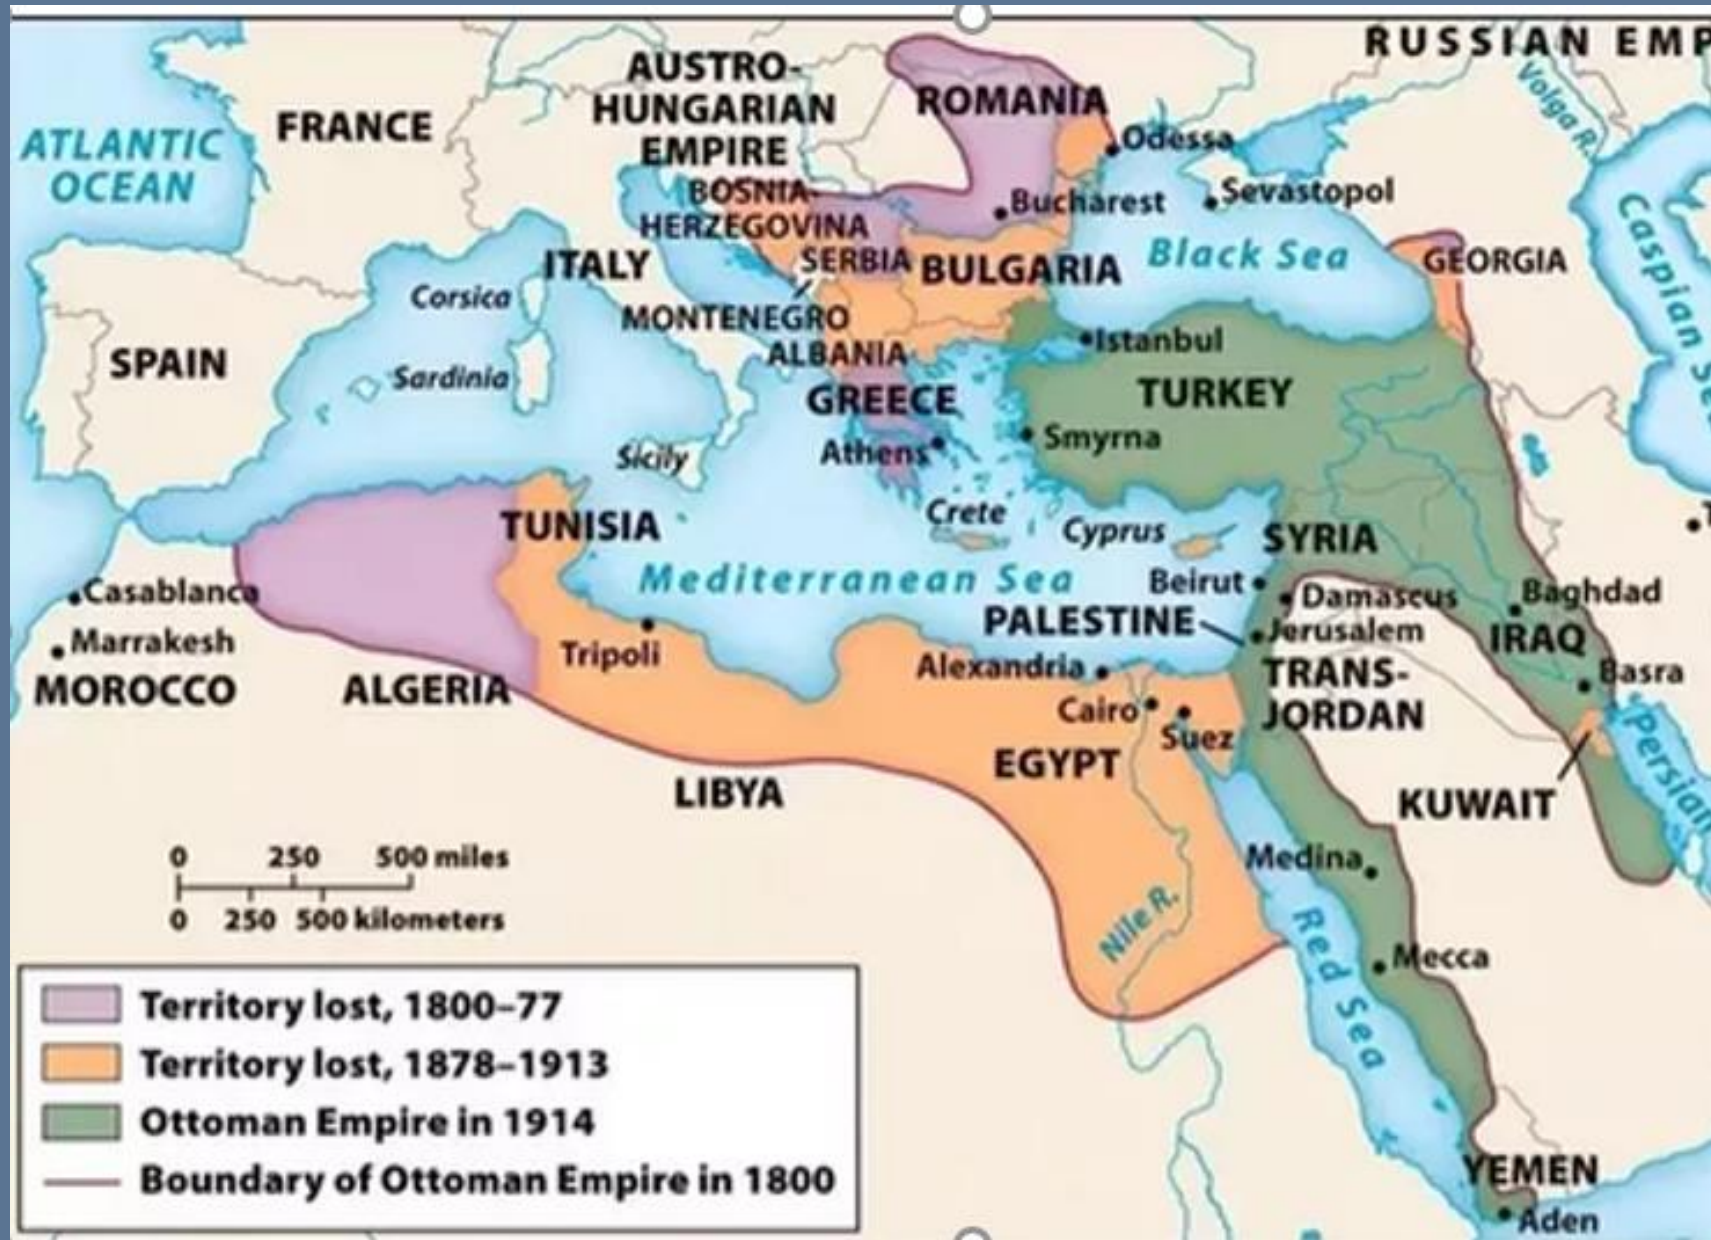 RUSSIAN EMP
AUSTRO-
HUNGARIAN
EMPIRE
ROMANIA
Volga R.
FRANCE
ATLANTIC
OCEAN
Odessa
BOSNIA-
HERZEGOVINA
Bucharest
Sevastopol
Caspian Se
ITALY
SERBIA
BULGARIA
Black Sea
GEORGIA
Corsica
MONTENEGRO
Istanbul
SPAIN
ALBANIA
Sardinia
GREECE
TURKEY
Athens
Smyrna
Sicily
TUNISIA
Crete
Cyprus
SYRIA
Mediterranean Sea
Beirut
Casablanca
Damascus
Baghdad
PALESTINE
Jerusalem
IRAQ
Marrakesh
Tripoli
Alexandria
TRANS-
JORDAN
Basra
MOROCCO
ALGERIA
Cairo
Suez
Persian
EGYPT
LIBYA
KUWAIT
0 250 500 miles
0 250 500 kilometers
Medina
Nile R.
Red Sea
Mecca
Territory lost, 1800–77
Territory lost, 1878–1913
Ottoman Empire in 1914
Boundary of Ottoman Empire in 1800
YEMEN
Aden